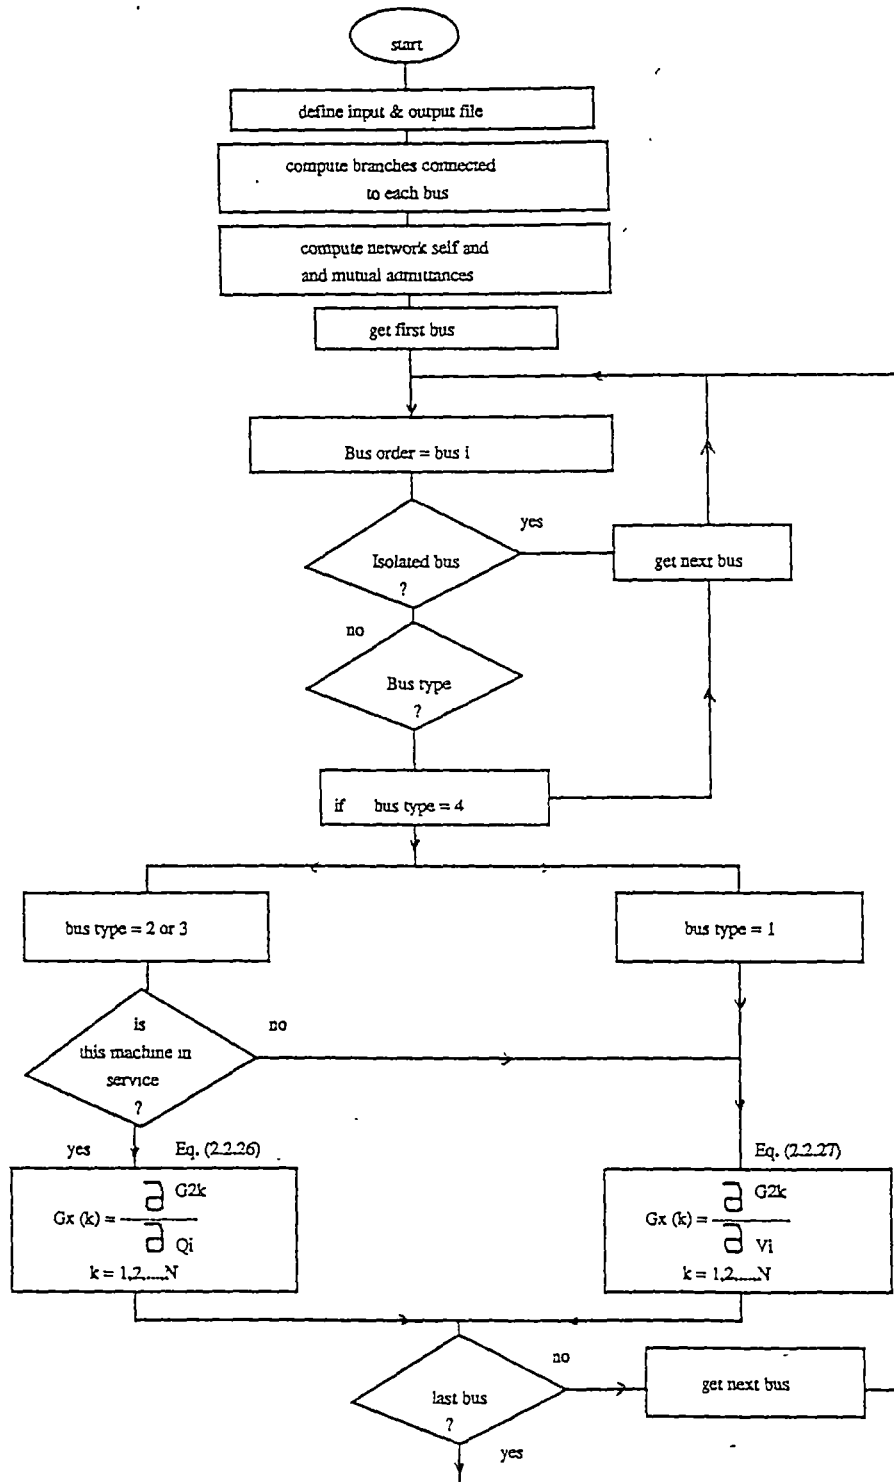 start
define input & output file
compute branches connected
to each bus
compute network self and
and mutual admittances
get first bus
Bus order = bus i
Isolated bus
?
yes
get next bus
no
Bus type
?
if bus type = 4
bus type = 2 or 3
bus type = 1
is
this machine in
service
?
no
yes
Eq. (2.2.26)
Eq. (2.2.27)
Gx (k) = ∂ G2k
∂ Qi
k = 1,2.....N
Gx (k) = ∂ G2k
∂ Vi
k = 1,2.....N
last bus
?
no
get next bus
yes